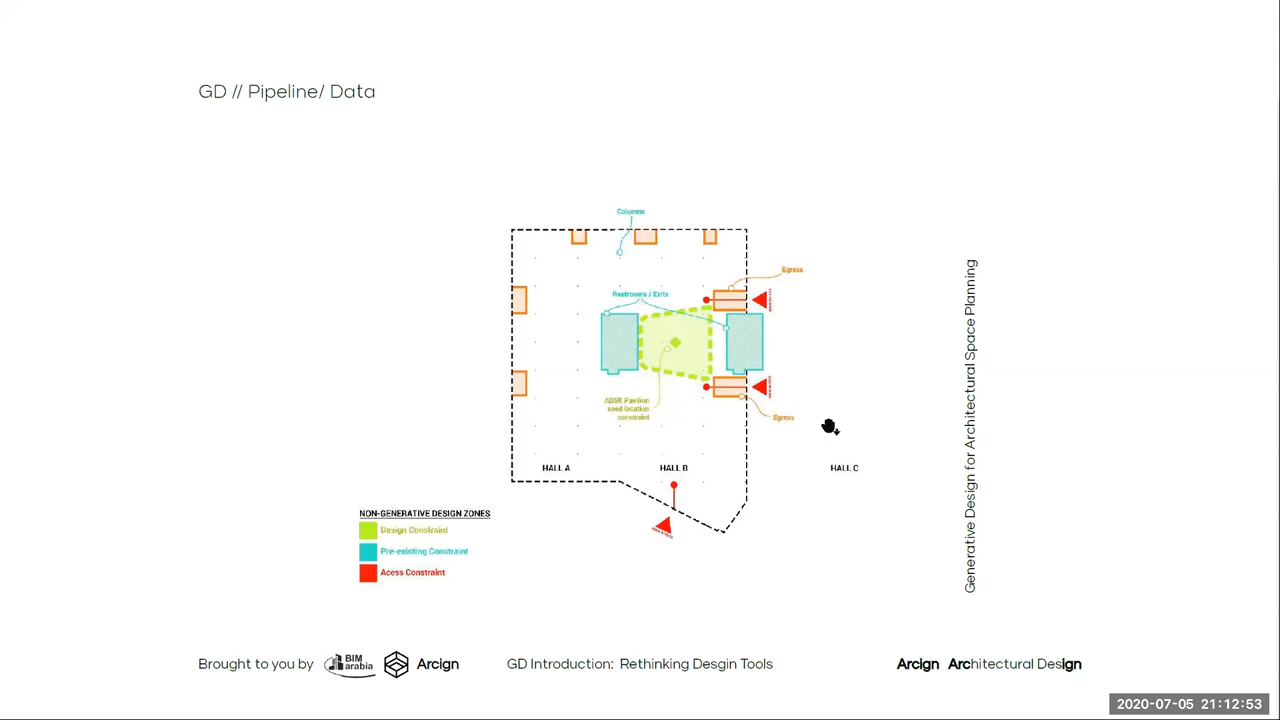 GD // Pipeline/ Data
Columns
Egress
Restrooms / Exits
ADSK Pavilion
seed location
constraint
Egress
HALL A
HALL B
HALL C
NON-GENERATIVE DESIGN ZONES
Design Constraint
Pre-existing Constraint
Acess Constraint
Generative Design for Architectural Space Planning
Brought to you by
BIM
arabia
Arcign
GD Introduction: Rethinking Desgin Tools
Arcign Architectural Design
2020-07-05 21:12:53